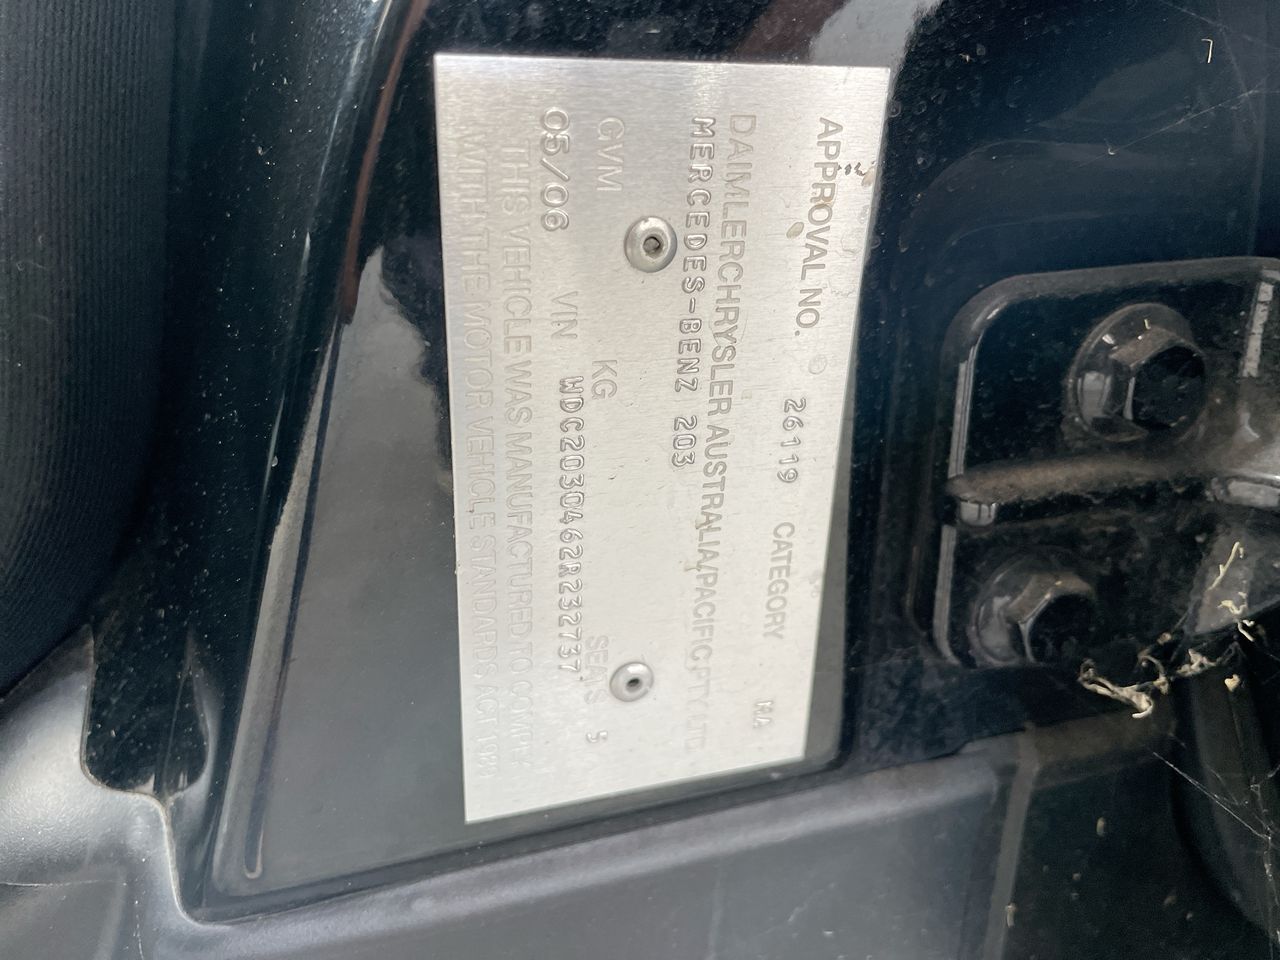 APPROVAL NO. 26119 CATEGORY MA
DAIMLERCHRYSLER AUSTRALIA/PACIFIC PTY LTD
MERCEDES-BENZ 203
GVM KG SEATS 5
05/06 VIN WDC2030462R232737
THIS VEHICLE WAS MANUFACTURED TO COMPLY
WITH THE MOTOR VEHICLE STANDARDS ACT 1989